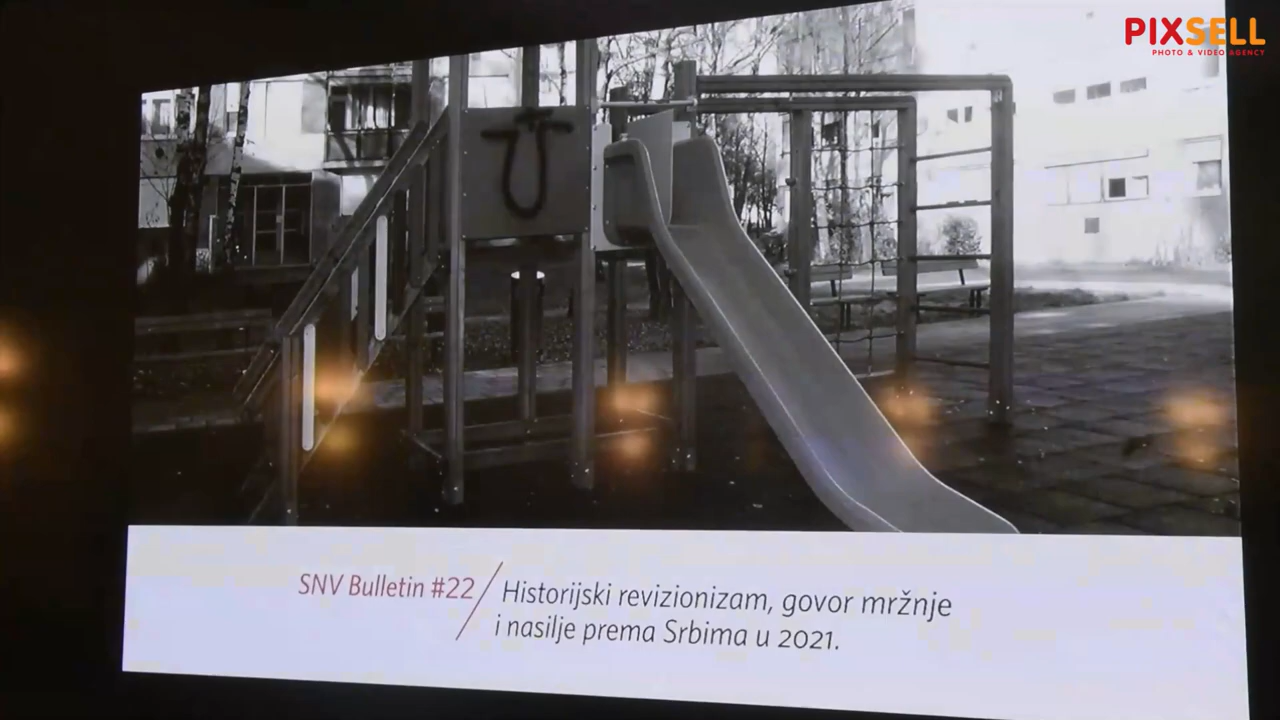 PIXSELL
PHOTO & VIDEO AGENCY
U
SNV Bulletin #22 / Historijski revizionizam, govor mržnje
i nasilje prema Srbima u 2021.